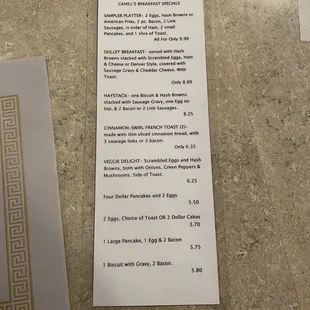 CAHILL'S BREAKFAST SPECIALS
SAMPLER PLATTER- 2 Eggs, Hash Browns or
American Fries, 2 pc. Bacon, 2 Link
Sausages, ½ order of Ham, 2 small
Pancakes, and 1 slice of Toast.
All For Only 9.99
SKILLET BREAKFAST- served with Hash
Browns stacked with Scrambled Eggs, Ham
& Cheese or Denver Style, covered with
Sausage Gravy & Cheddar Cheese. With
Toast.
Only 8.99
HAYSTACK- one Biscuit & Hash Browns
stacked with Sausage Gravy, one Egg on
top, & 2 Bacon or 2 Link Sausages.
8.25
CINNAMON-SWIRL FRENCH TOAST (2)-
made with thin sliced cinnamon bread, with
3 sausage links or 3 bacon.
Only 6.35
VEGGIE DELIGHT- Scrambled Eggs and Hash
Browns, both with Onions, Green Peppers &
Mushrooms. Side of Toast.
6.25
Four Dollar Pancakes and 2 Eggs
5.50
2 Eggs, Choice of Toast OR 2 Dollar Cakes
3.70
1 Large Pancake, 1 Egg & 2 Bacon
5.75
1 Biscuit with Gravy, 2 Bacon.
5.80